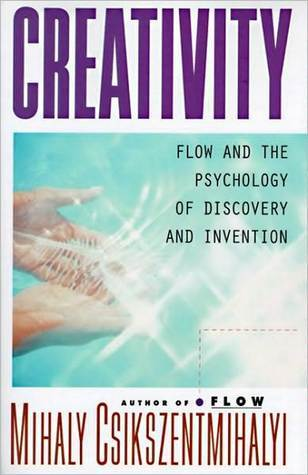 CREATIVITY
FLOW AND THE
PSYCHOLOGY
OF DISCOVERY
AND INVENTION
AUTHOR OF • FLOW
MIHALY CSIKSZENTMIHALYI